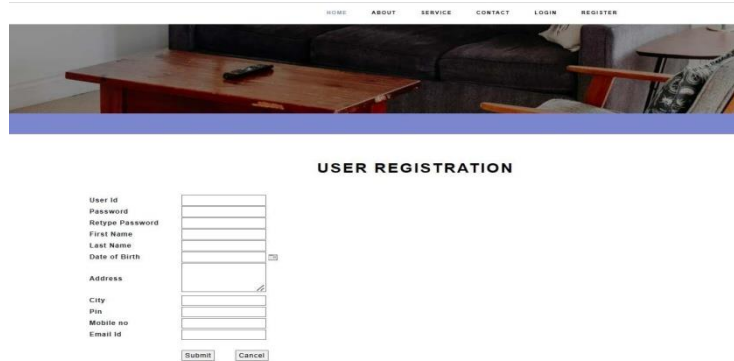 HOME ABOUT SERVICE CONTACT LOGIN REGISTER
USER REGISTRATION
User Id
Password
Retype Password
First Name
Last Name
Date of Birth
Address
City
Pin
Mobile no
Email Id
Submit Cancel